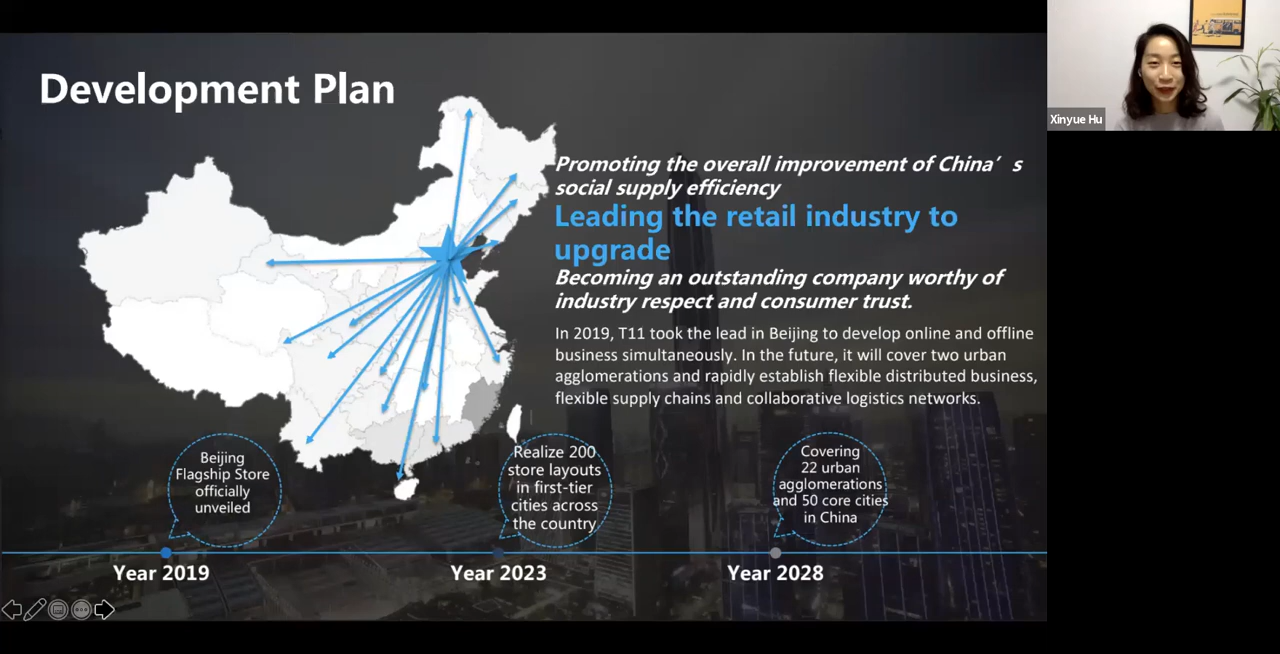 Development Plan
Promoting the overall improvement of China's
social supply efficiency
Leading the retail industry to
upgrade
Becoming an outstanding company worthy of
industry respect and consumer trust.
In 2019, T11 took the lead in Beijing to develop online and offline
business simultaneously. In the future, it will cover two urban
agglomerations and rapidly establish flexible distributed business,
flexible supply chains and collaborative logistics networks.
Beijing
Flagship Store
officially
unveiled
Realize 200
store layouts
in first-tier
cities across
the country
Covering
22 urban
agglomerations
and 50 core cities
in China
Year 2019
Year 2023
Year 2028
Xinyue Hu